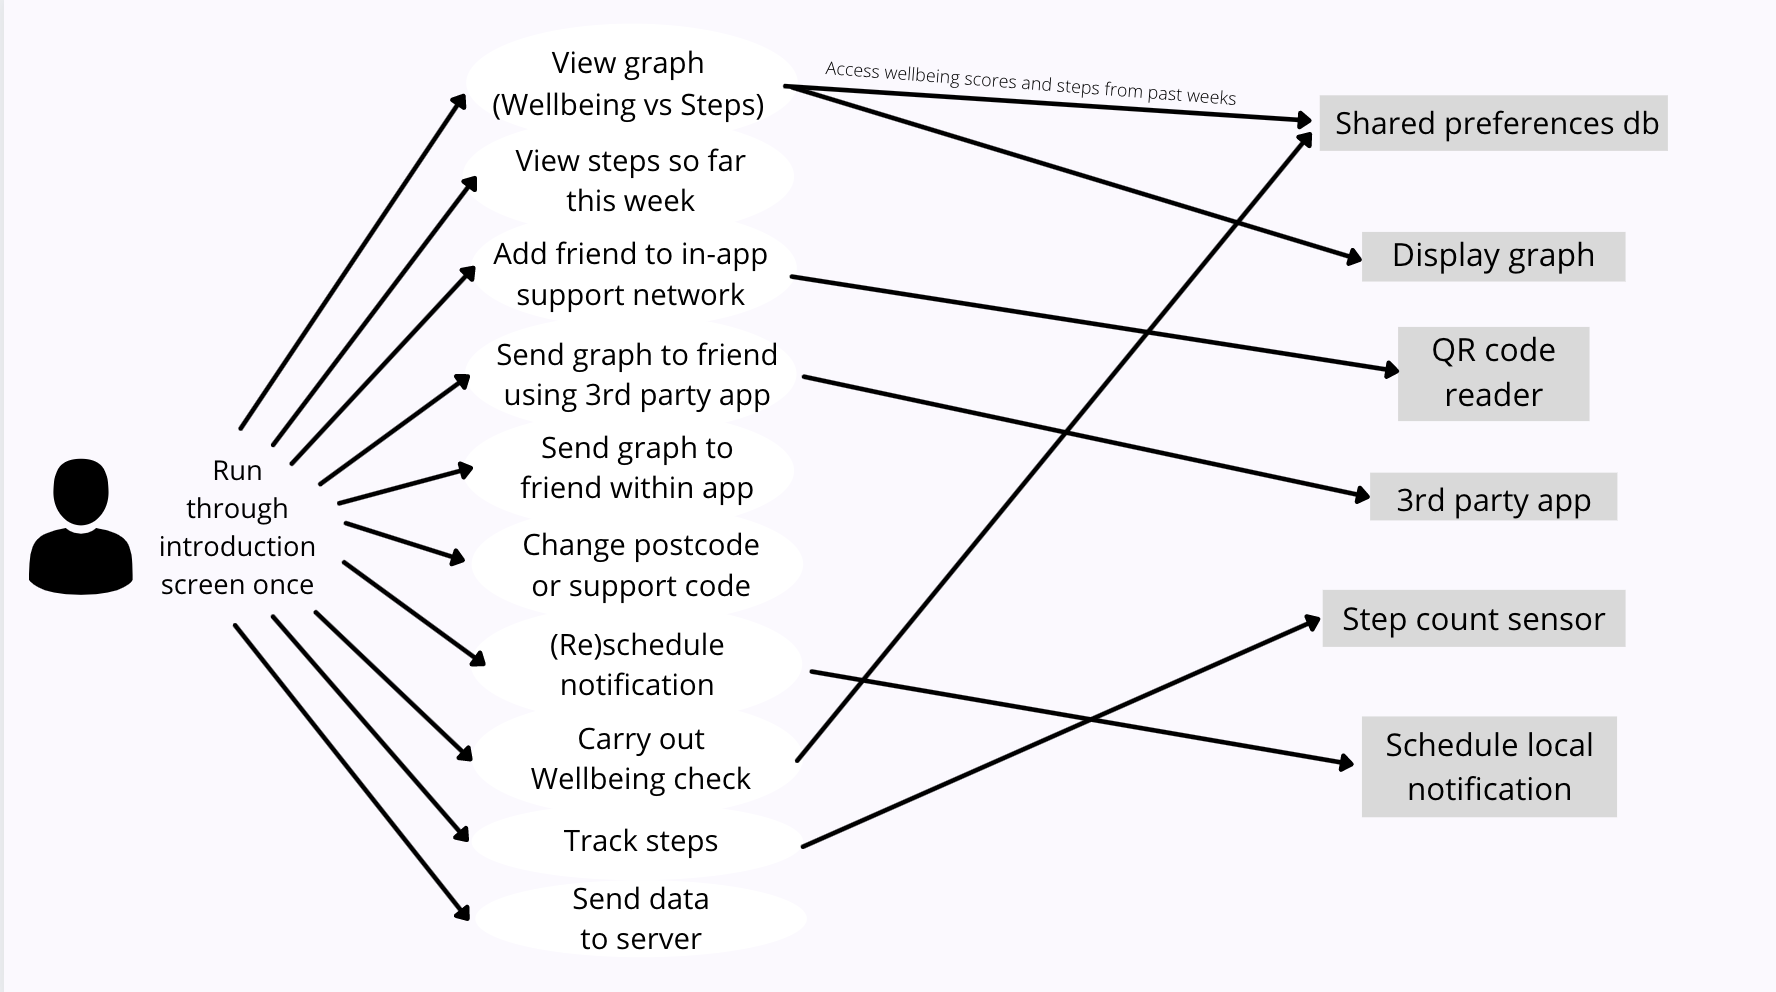 View graph
(Wellbeing vs Steps)
Access wellbeing scores and steps from past weeks
Shared preferences db
View steps so far
this week
Add friend to in-app
support network
Display graph
QR code
reader
Send graph to friend
using 3rd party app
Send graph to
friend within app
3rd party app
Run
through
introduction
screen once
Change postcode
or support code
Step count sensor
(Re)schedule
notification
Carry out
Wellbeing check
Schedule local
notification
Track steps
Send data
to server